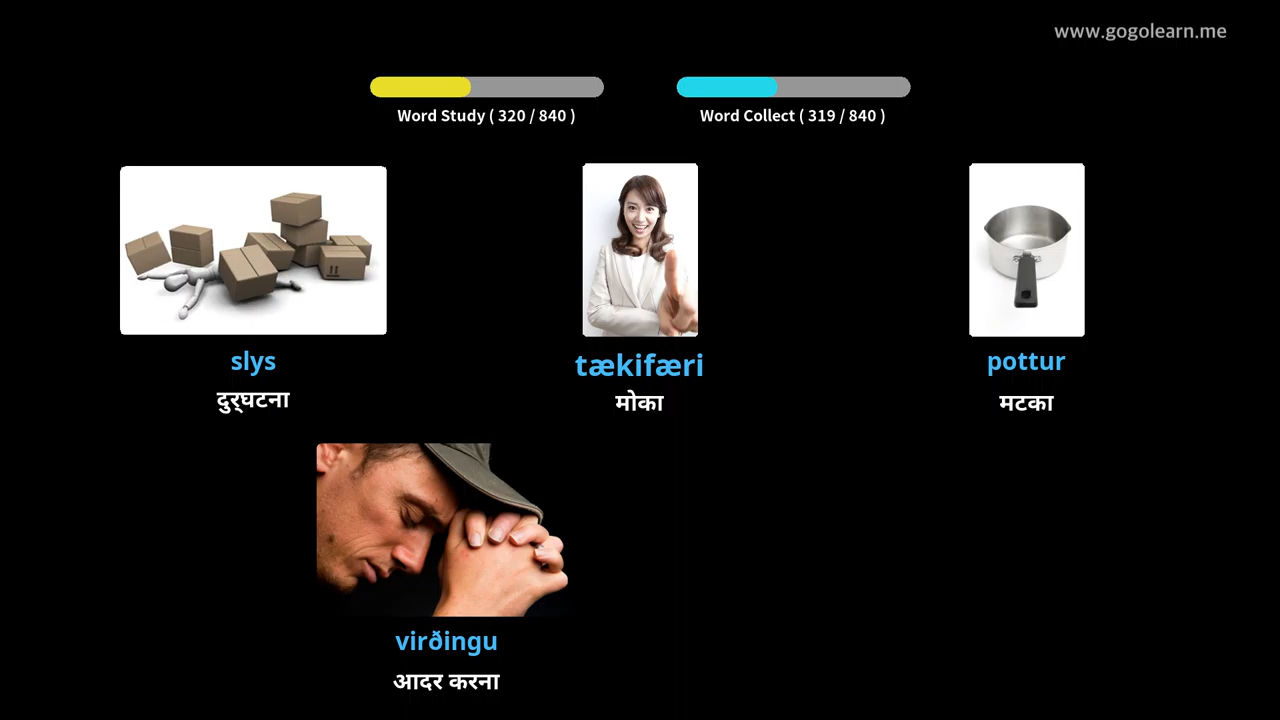 www.gogolearn.me
Word Study ( 320 / 840 )
Word Collect ( 319 / 840 )
slys
दुर्घटना
tækifæri
मोका
pottur
मटका
virðingu
आदर करना